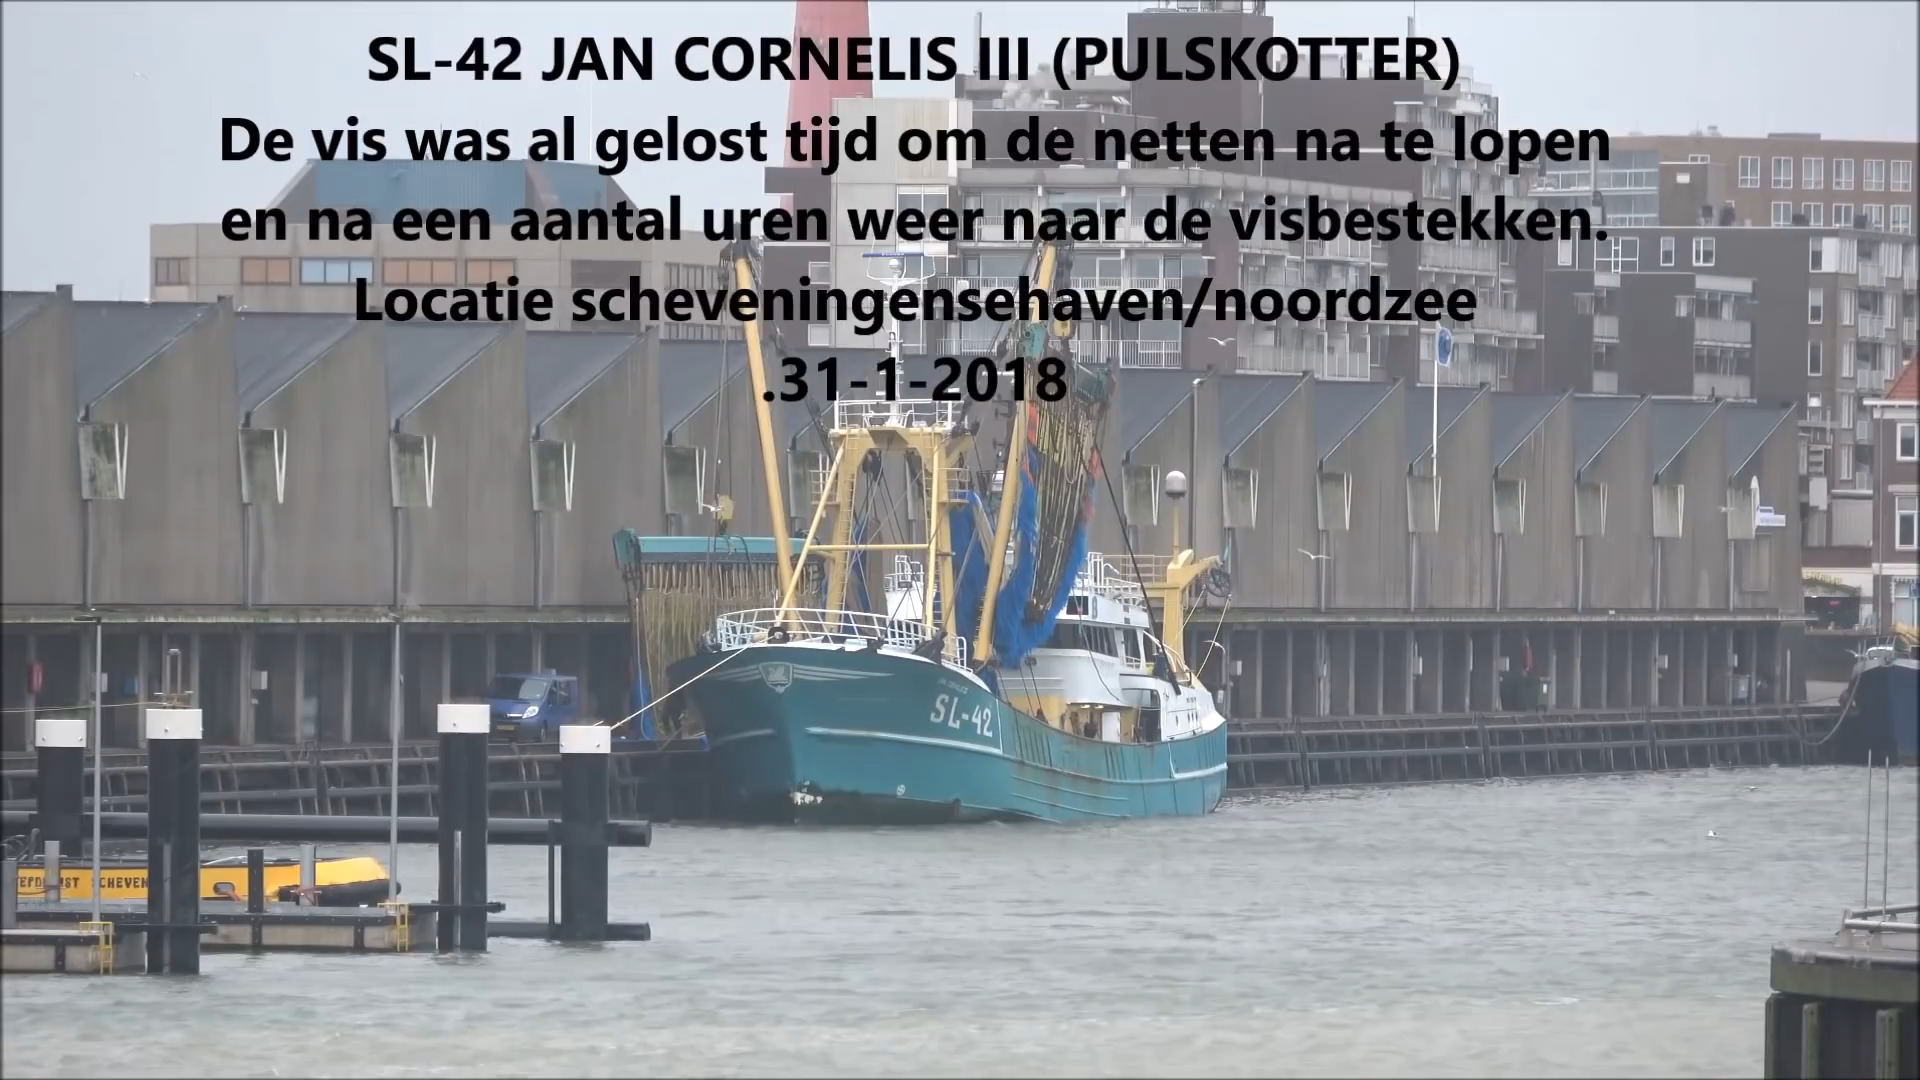 SL-42 JAN CORNELIS III (PULSKOTTER)
De vis was al gelost tijd om de netten na te lopen
en na een aantal uren weer naar de visbestekken.
Locatie scheveningensehaven/noordzee
.31-1-2018
SL-42
SCHEVEN